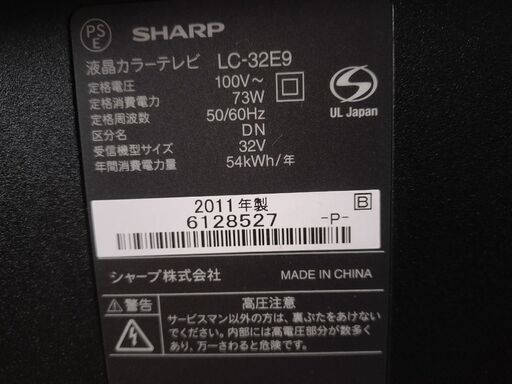 PS
E
SHARP
液晶カラーテレビ LC-32E9
定格電圧 100V～
定格消費電力 73W
定格周波数 50/60Hz
区分名 DN
受信機型サイズ 32V
年間消費電力量 54kWh/年
UL Japan
2011年製 B
6128527 -P-
シャープ株式会社 MADE IN CHINA
警告 高圧注意
サービスマン以外の方は、裏ぶたをあけない
でください。内部には高電圧部分が数多く
あり、万一さわると危険です。